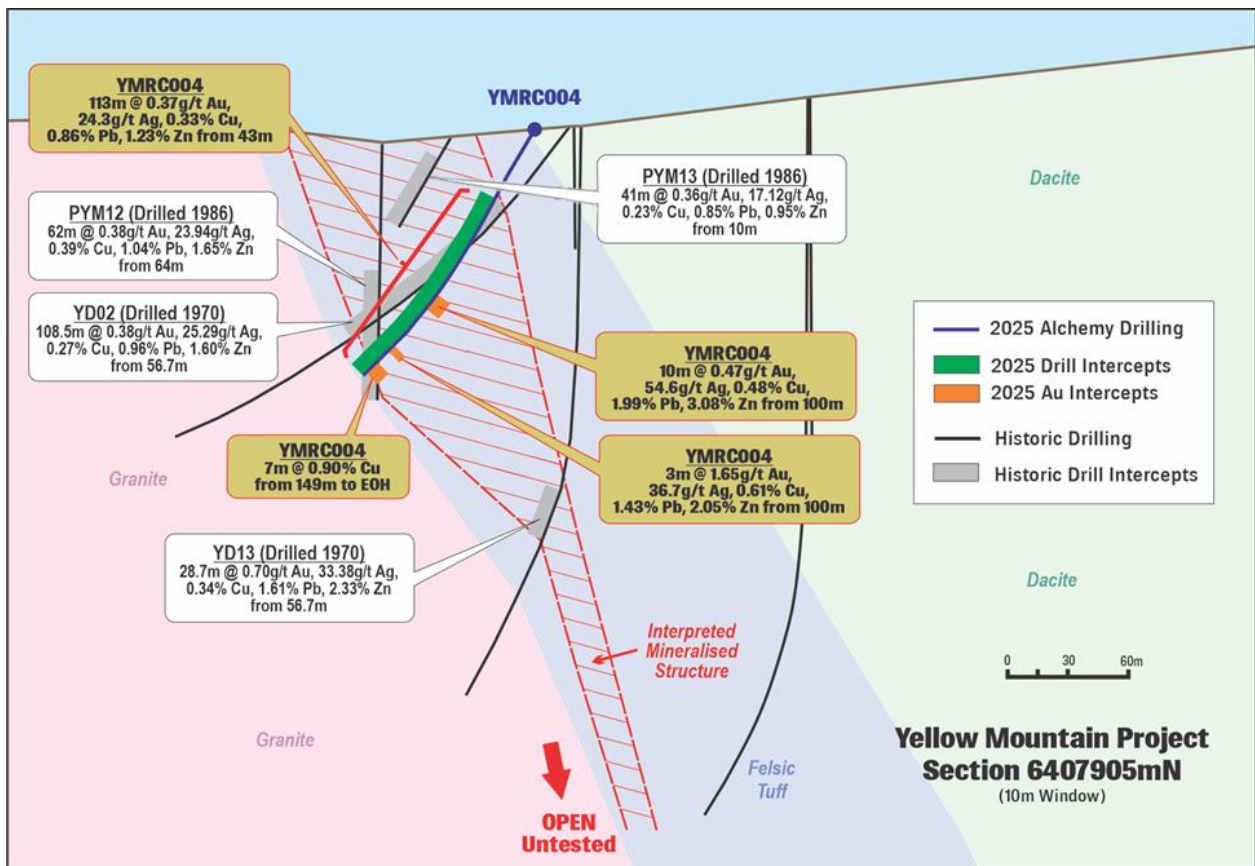 YMRC004
113m @ 0.37g/t Au,
24.3g/t Ag, 0.33% Cu,
0.86% Pb, 1.23% Zn from 43m
YMRC004
PYM13 (Drilled 1986)
41m @ 0.36g/t Au, 17.12g/t Ag,
0.23% Cu, 0.85% Pb, 0.95% Zn
from 10m
Dacite
PYM12 (Drilled 1986)
62m @ 0.38g/t Au, 23.94g/t Ag,
0.39% Cu, 1.04% Pb, 1.65% Zn
from 64m
YD02 (Drilled 1970)
108.5m @ 0.38g/t Au, 25.29g/t Ag,
0.27% Cu, 0.96% Pb, 1.60% Zn
from 56.7m
2025 Alchemy Drilling
2025 Drill Intercepts
2025 Au Intercepts
Historic Drilling
Historic Drill Intercepts
YMRC004
10m @ 0.47g/t Au,
54.6g/t Ag, 0.48% Cu,
1.99% Pb, 3.08% Zn from 100m
YMRC004
7m @ 0.90% Cu
from 149m to EOH
YMRC004
3m @ 1.65g/t Au,
36.7g/t Ag, 0.61% Cu,
1.43% Pb, 2.05% Zn from 100m
Granite
YD13 (Drilled 1970)
28.7m @ 0.70g/t Au, 33.38g/t Ag,
0.34% Cu, 1.61% Pb, 2.33% Zn
from 56.7m
Dacite
Interpreted
Mineralised
Structure
0 30 60m
Granite
Yellow Mountain Project
Section 6407905mN
(10m Window)
Felsic
Tuff
OPEN
Untested